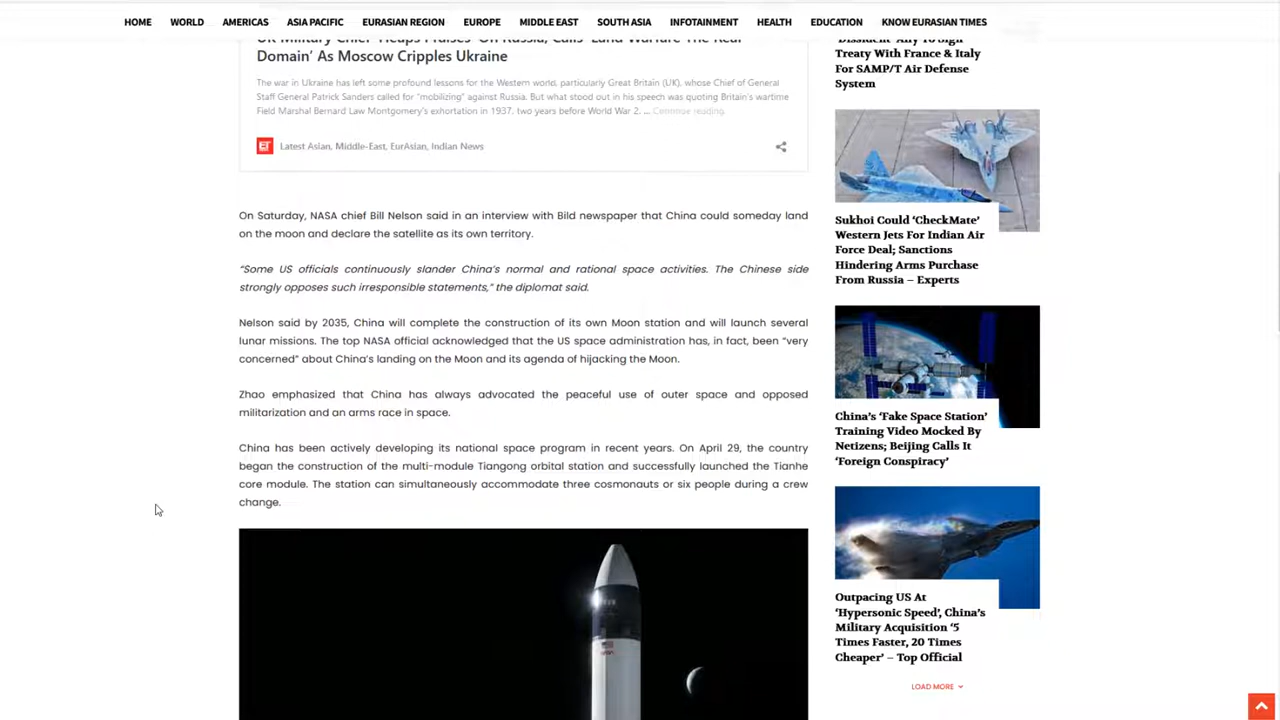 HOME WORLD AMERICAS ASIA PACIFIC EURASIAN REGION EUROPE MIDDLE EAST SOUTH ASIA INFOTAINMENT HEALTH EDUCATION KNOW EURASIAN TIMES
UK Military Chief 'Heaps Praises' On Russia, Calls 'Land Warfare The Real
Domain' As Moscow Cripples Ukraine
The war in Ukraine has left some profound lessons for the Western world, particularly Great Britain (UK), whose Chief of General
Staff General Patrick Sanders called for "mobilizing" against Russia. But what stood out in his speech was quoting Britain's wartime
Field Marshal Bernard Law Montgomery's exhortation in 1937, two years before World War 2. ... Continue reading
ET Latest Asian, Middle-East, EurAsian, Indian News
On Saturday, NASA chief Bill Nelson said in an interview with Bild newspaper that China could someday land
on the moon and declare the satellite as its own territory.
“Some US officials continuously slander China’s normal and rational space activities. The Chinese side
strongly opposes such irresponsible statements,” the diplomat said.
Nelson said by 2035, China will complete the construction of its own Moon station and will launch several
lunar missions. The top NASA official acknowledged that the US space administration has, in fact, been “very
concerned” about China’s landing on the Moon and its agenda of hijacking the Moon.
Zhao emphasized that China has always advocated the peaceful use of outer space and opposed
militarization and an arms race in space.
China has been actively developing its national space program in recent years. On April 29, the country
began the construction of the multi-module Tiangong orbital station and successfully launched the Tianhe
core module. The station can simultaneously accommodate three cosmonauts or six people during a crew
change.
Treaty With France & Italy
For SAMP/T Air Defense
System
Sukhoi Could ‘CheckMate’
Western Jets For Indian Air
Force Deal; Sanctions
Hindering Arms Purchase
From Russia – Experts
China’s ‘Fake Space Station’
Training Video Mocked By
Netizens; Beijing Calls It
‘Foreign Conspiracy’
Outpacing US At
‘Hypersonic Speed’, China’s
Military Acquisition ‘5
Times Faster, 20 Times
Cheaper’ – Top Official
LOAD MORE